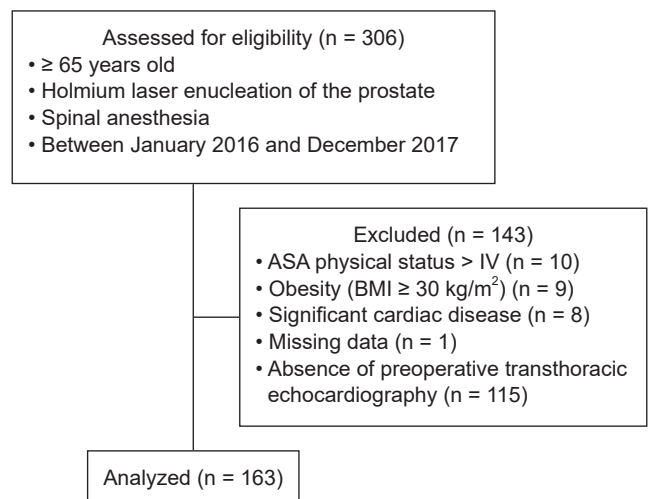 Assessed for eligibility (n = 306)
• ≥ 65 years old
• Holmium laser enucleation of the prostate
• Spinal anesthesia
• Between January 2016 and December 2017
Excluded (n = 143)
• ASA physical status > IV (n = 10)
• Obesity (BMI ≥ 30 kg/m²) (n = 9)
• Significant cardiac disease (n = 8)
• Missing data (n = 1)
• Absence of preoperative transthoracic
echocardiography (n = 115)
Analyzed (n = 163)